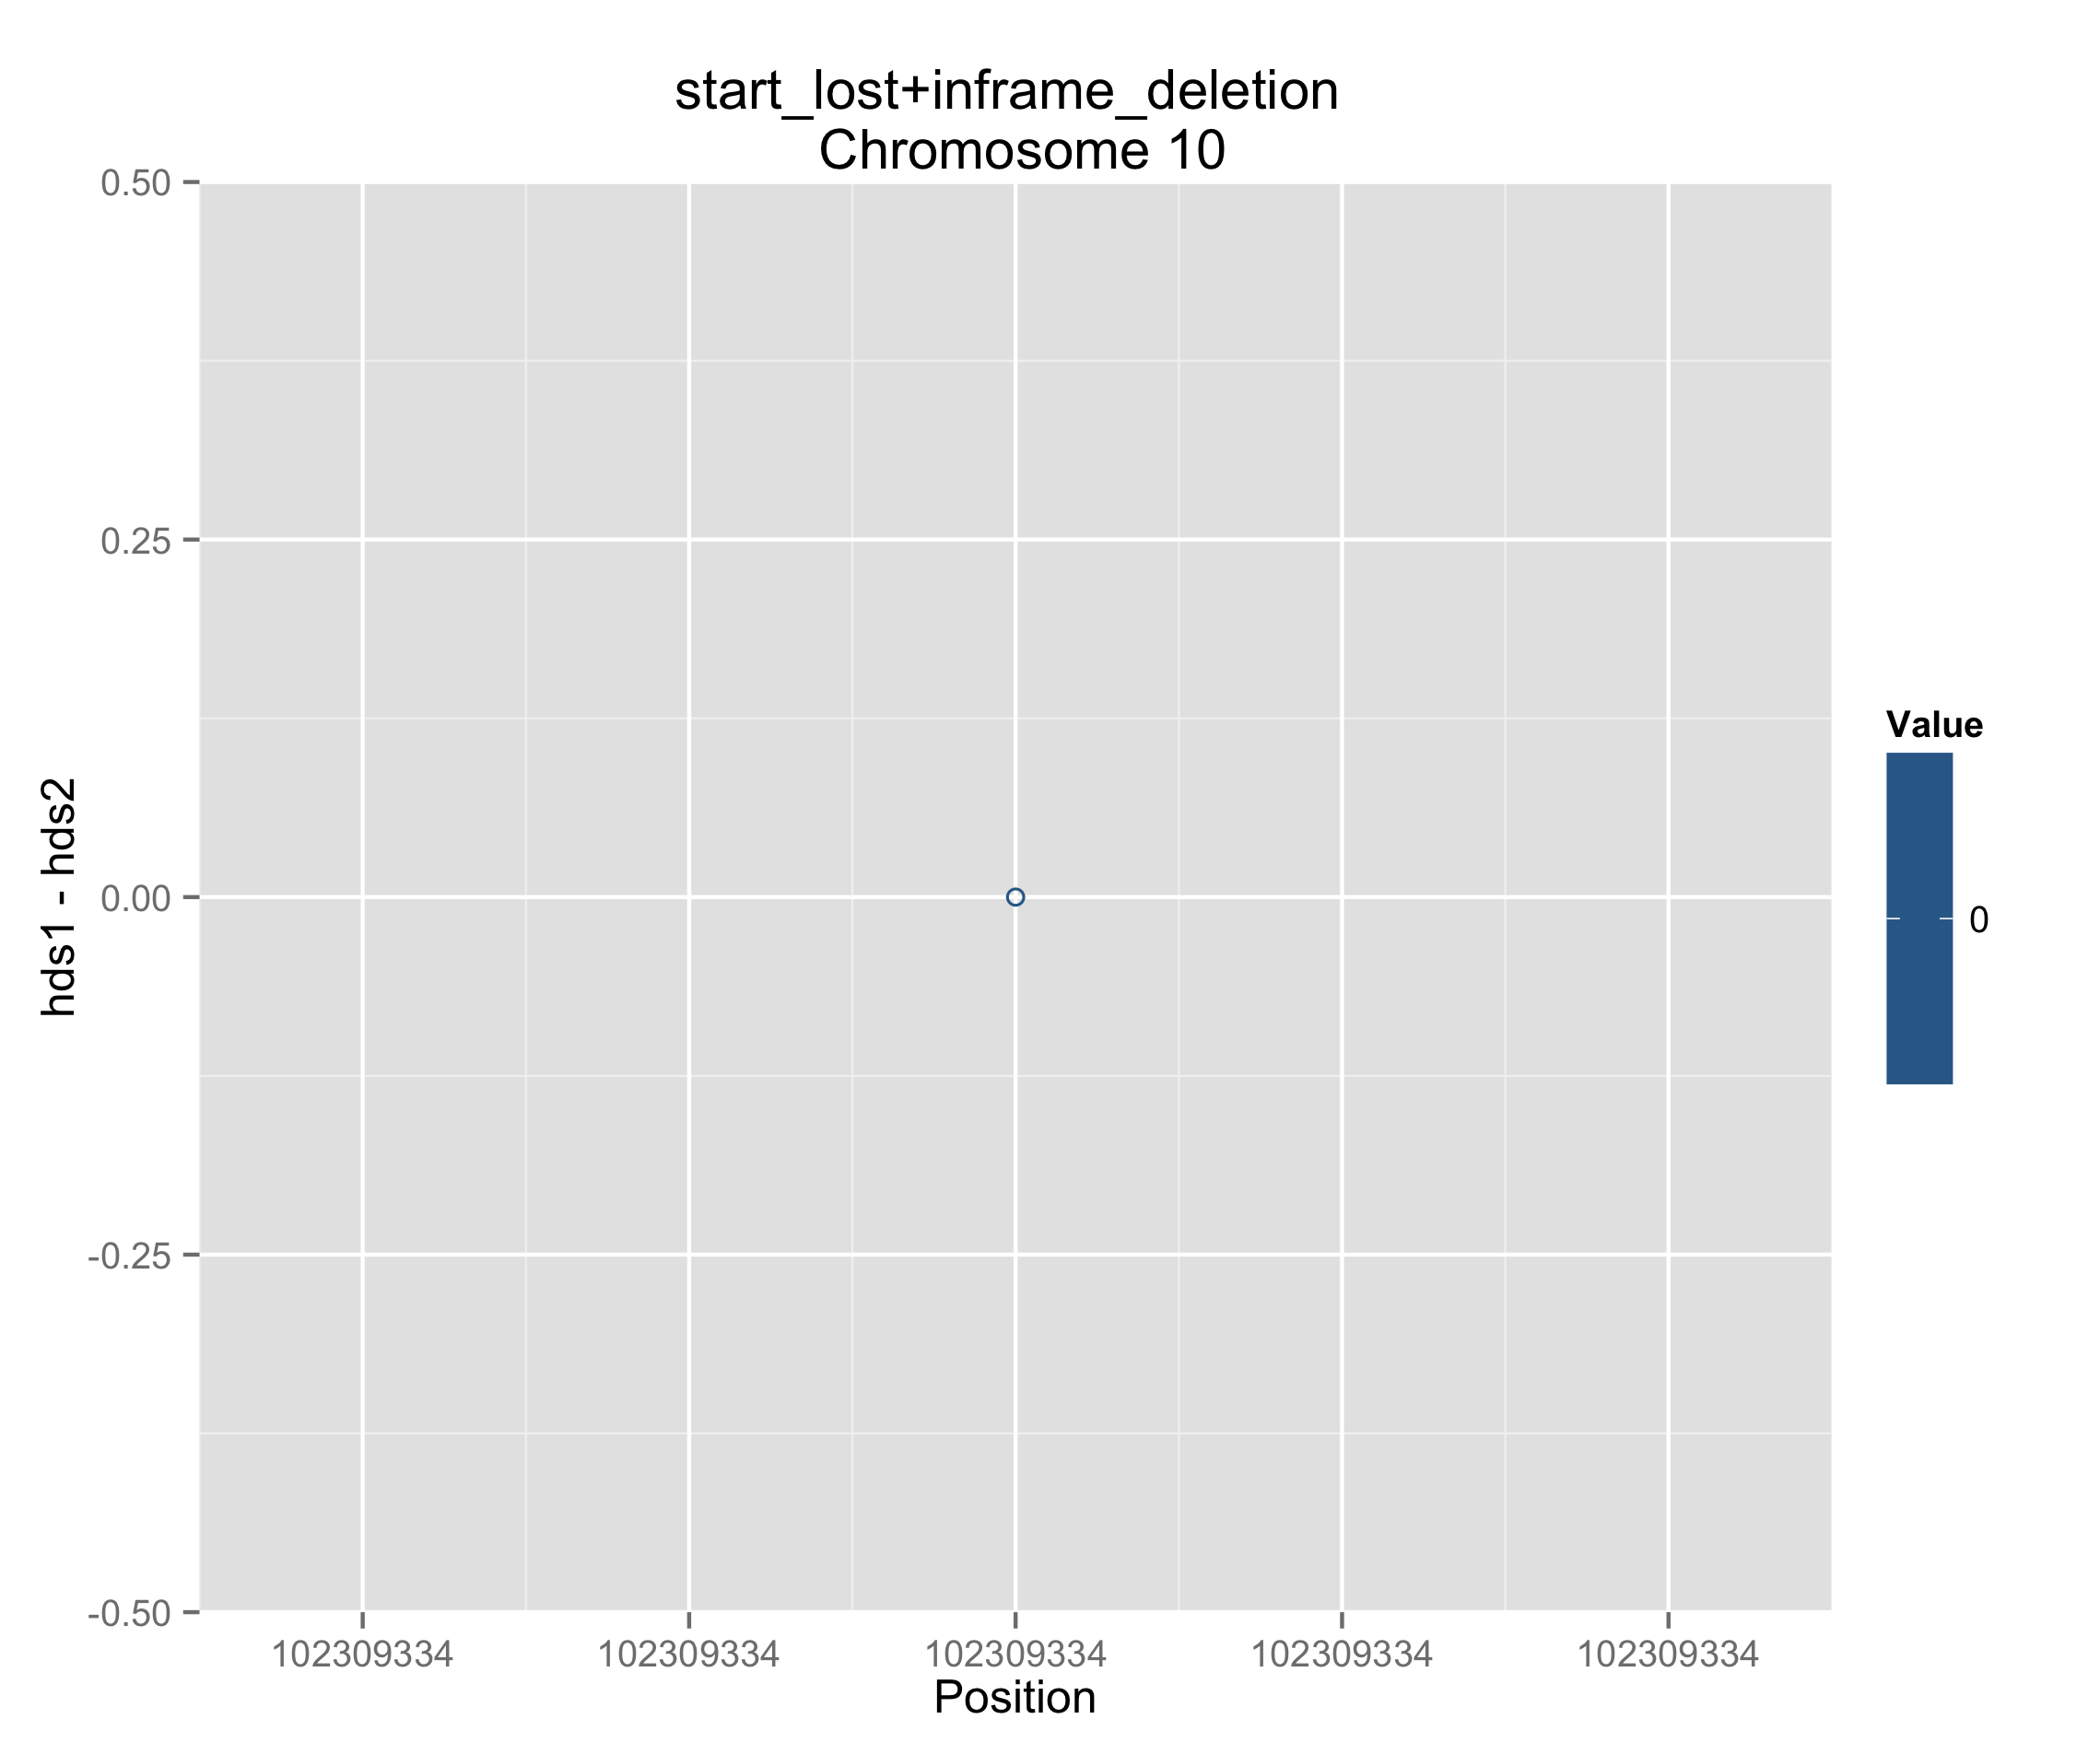 start_lost+inframe_deletion
Chromosome 10
0.50
0.25
0.00
-0.25
-0.50
hds1 - hds2
102309334 102309334 102309334 102309334 102309334
Position
Value
0